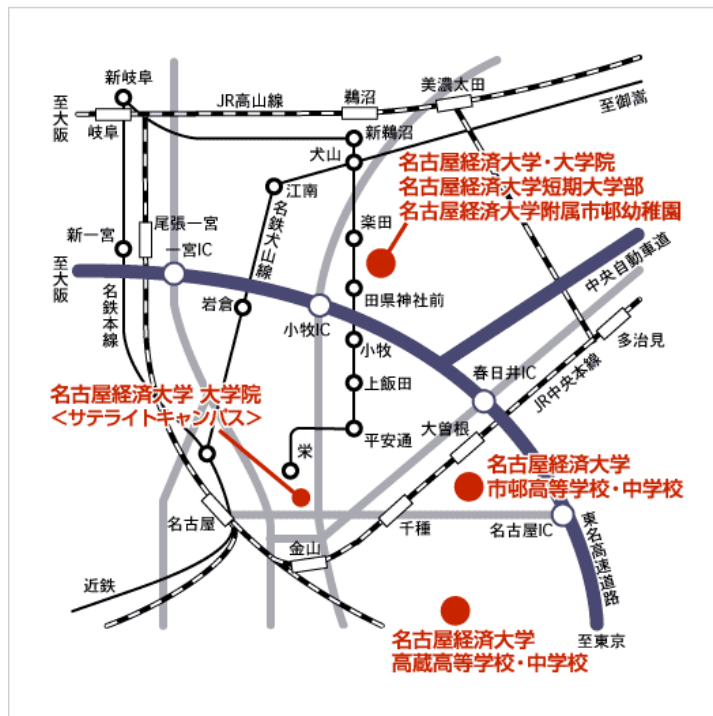 新岐阜
JR高山線
鵜沼
美濃太田
至大阪
岐阜
至御嵩
新鵜沼
犬山
名古屋経済大学・大学院
名古屋経済大学短期大学部
名古屋経済大学附属市邨幼稚園
江南
尾張一宮
楽田
新一宮
一宮IC
名鉄犬山線
中央自動車道
至大阪
名鉄本線
岩倉
田県神社前
小牧IC
小牧
多治見
春日井IC
JR中央本線
上飯田
名古屋経済大学 大学院
<サテライトキャンパス>
大曽根
栄
平安通
名古屋経済大学
市邨高等学校・中学校
名古屋
千種
名古屋IC
東名高速道路
金山
近鉄
名古屋経済大学
高蔵高等学校・中学校
至東京